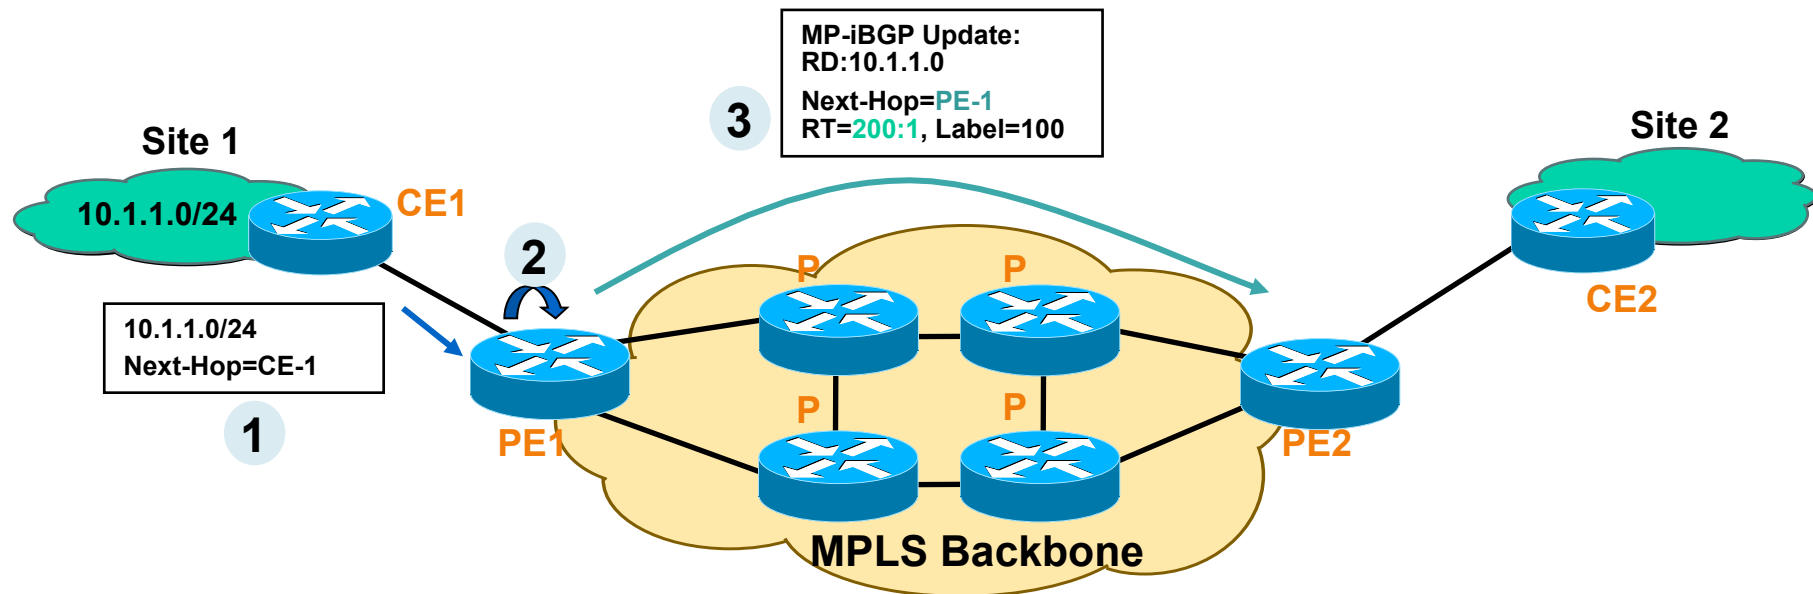 MP-iBGP Update:
RD:10.1.1.0
Next-Hop=PE-1
RT=200:1, Label=100
3
Site 1
Site 2
10.1.1.0/24
CE1
2
P
P
CE2
10.1.1.0/24
Next-Hop=CE-1
1
P
P
PE1
PE2
MPLS Backbone